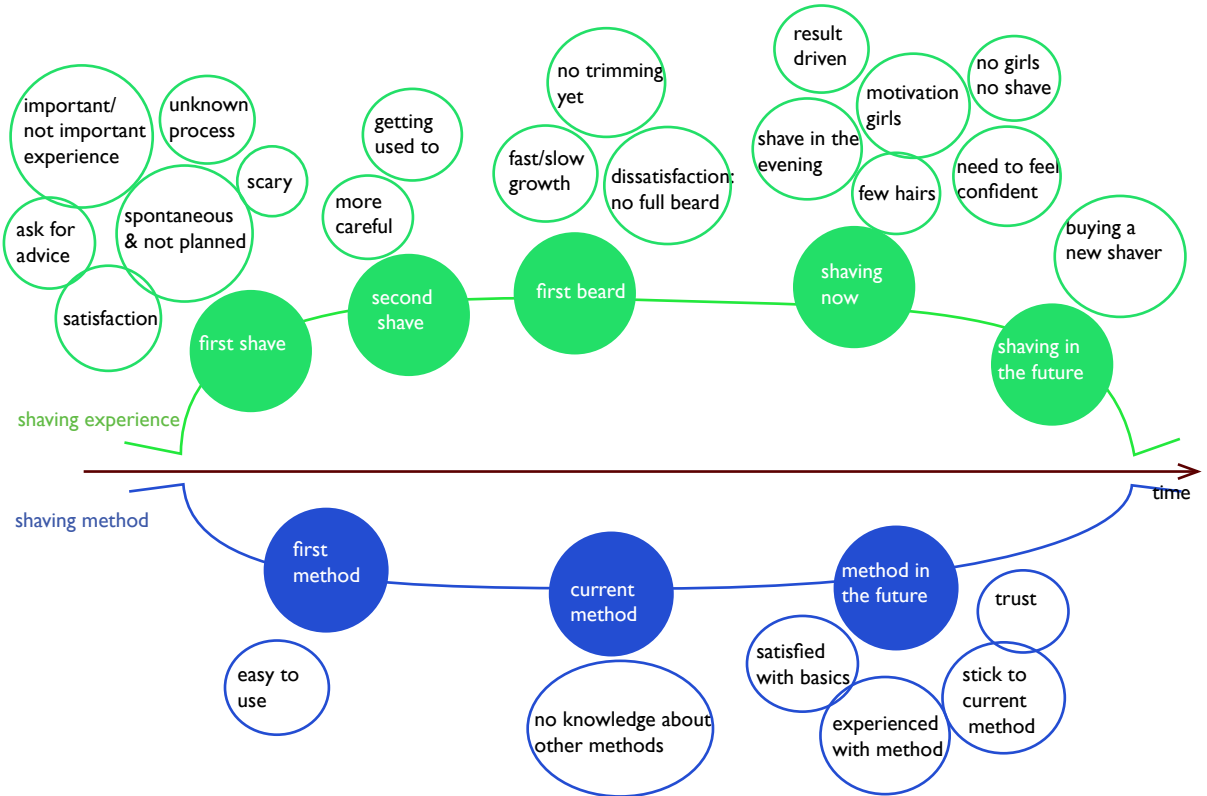 important/
not important
experience
unknown
process
scary
ask for
advice
spontaneous
& not planned
satisfaction
first shave
getting
used to
more
careful
second
shave
no trimming
yet
fast/slow
growth
dissatisfaction:
no full beard
first beard
result
driven
motivation
girls
no girls
no shave
shave in the
evening
few hairs
need to feel
confident
shaving
now
buying a
new shaver
shaving in
the future
shaving experience
time
shaving method
first
method
easy to
use
current
method
no knowledge about
other methods
method in
the future
satisfied
with basics
experienced
with method
trust
stick to
current
method